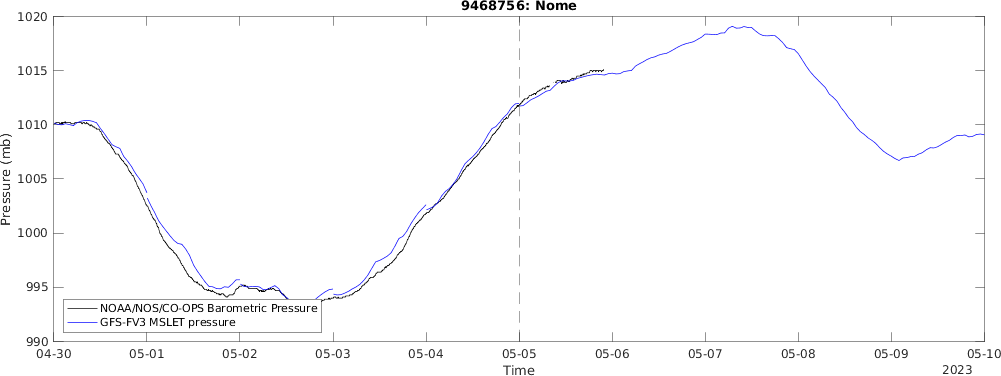 9468756: Nome
Pressure (mb)
1020
1015
1010
1005
1000
995
990
NOAA/NOS/CO-OPS Barometric Pressure
GFS-FV3 MSLET pressure
04-30 05-01 05-02 05-03 05-04 05-05 05-06 05-07 05-08 05-09 05-10
Time
2023